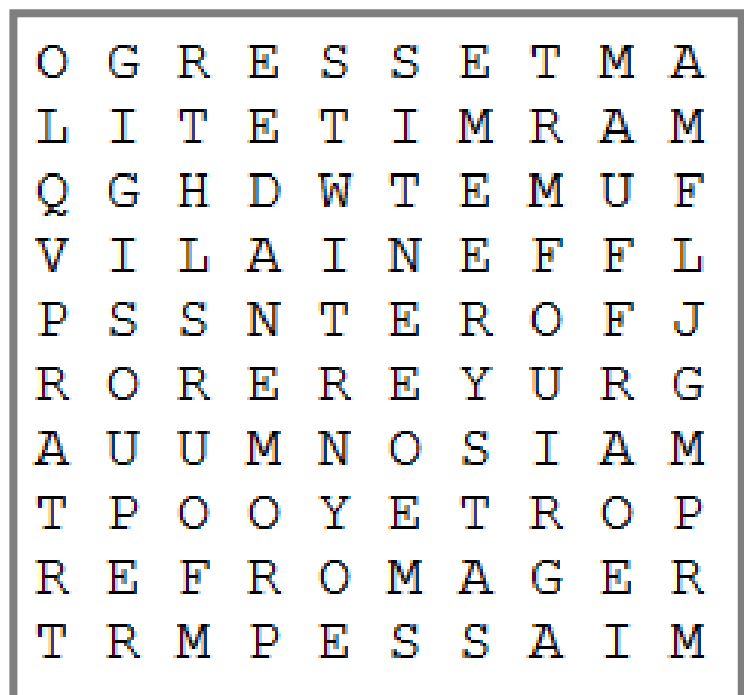 O G R E S S E T M A
L I T E T I M R A M
Q G H D W T E M U F
V I L A I N E F F L
P S S N T E R O F J
R O R E R E Y U R G
A U U M N O S I A M
T P O O Y E T R O P
R E F R O M A G E R
T R M P E S S A I M